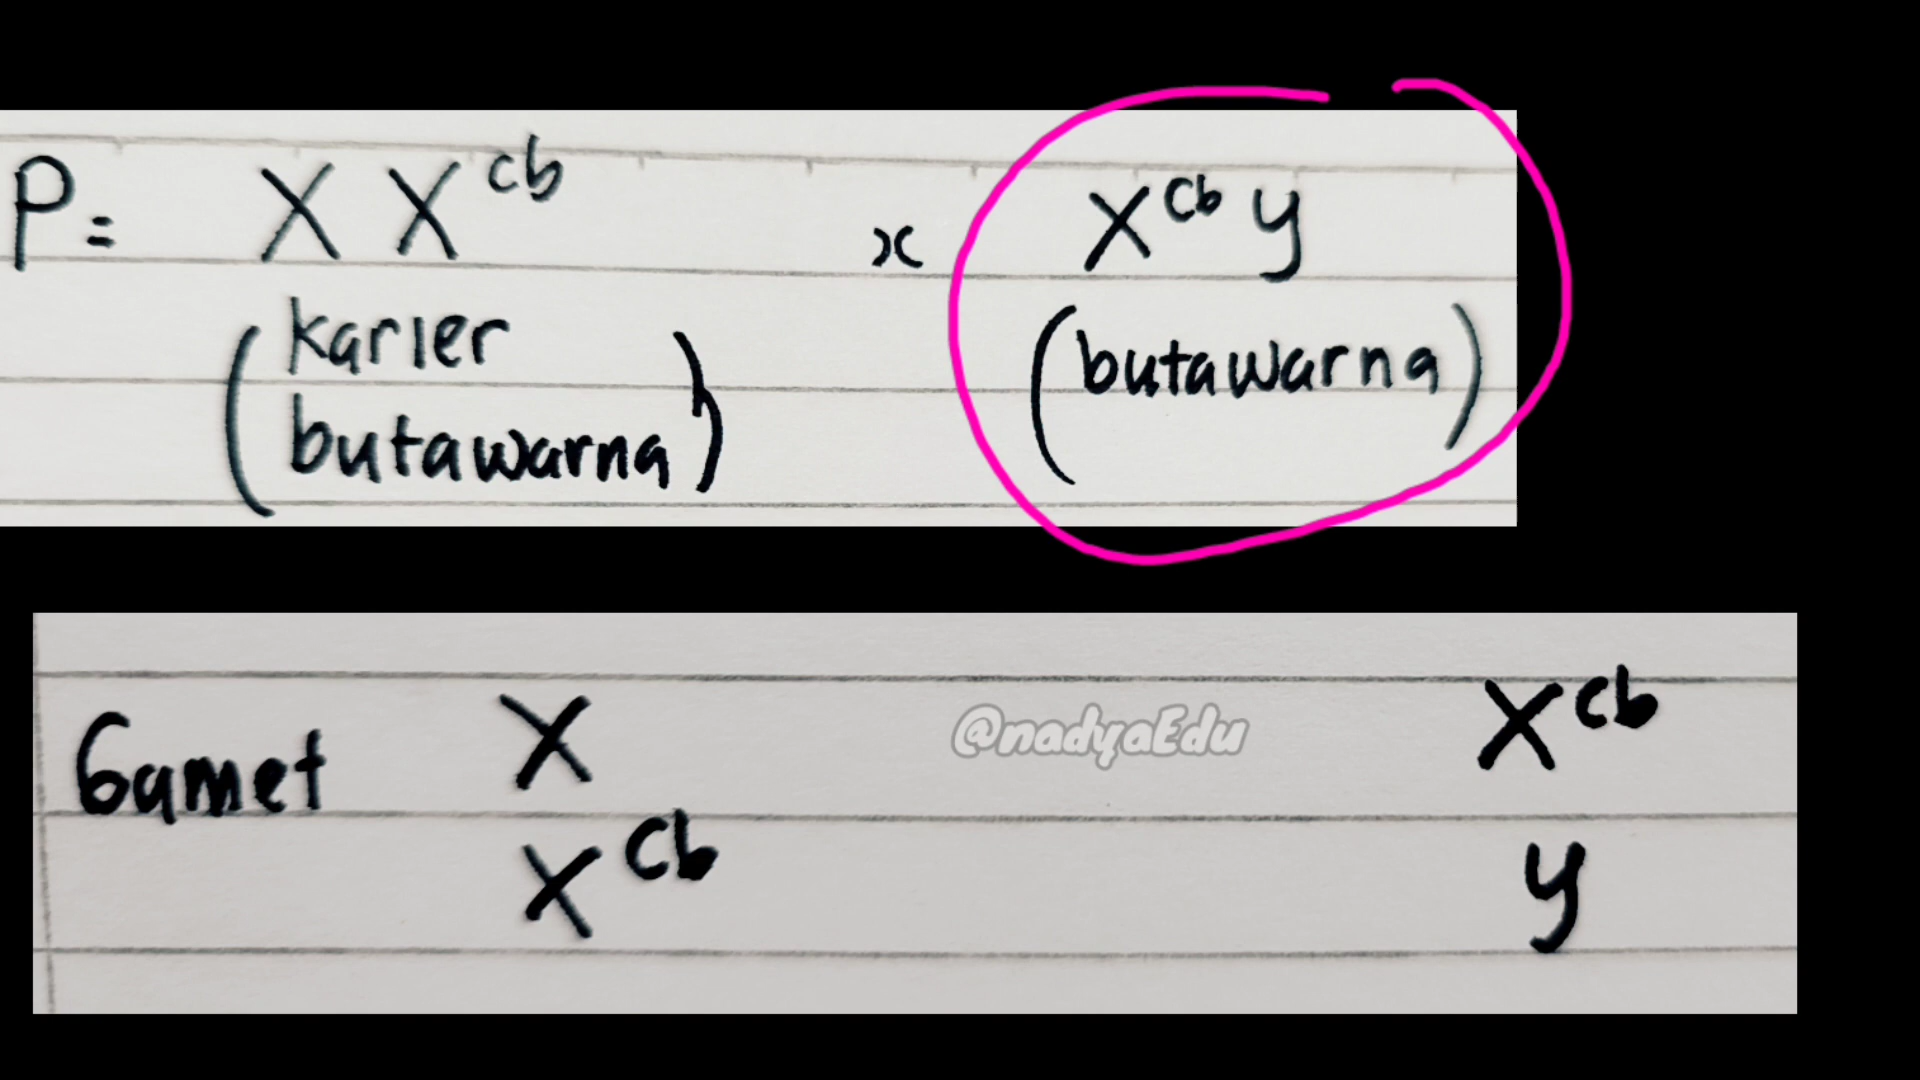 P = X X^cb x X^cb y
(karier butawarna) (butawarna)
Gamet X X^cb
@nadyaEdu
X^cb y